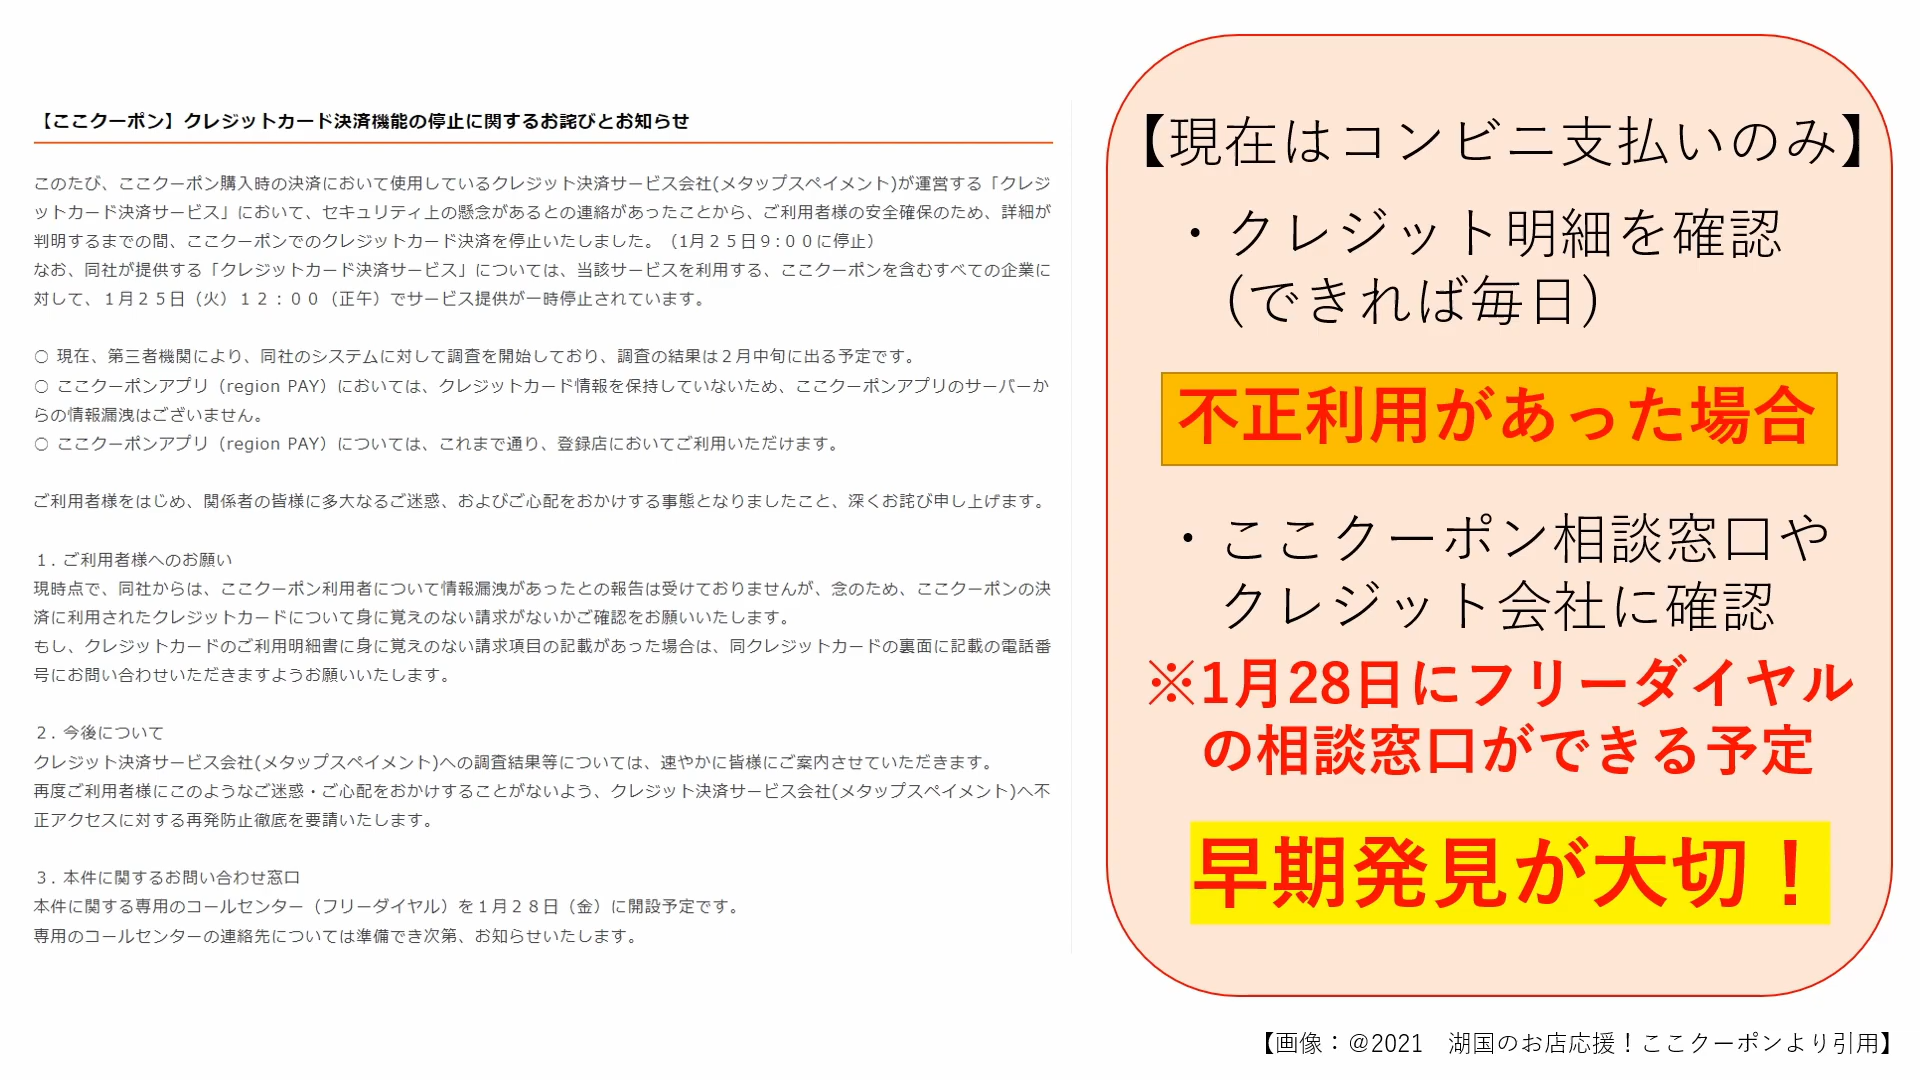 【ここクーポン】クレジットカード決済機能の停止に関するお詫びとお知らせ
このたび、ここクーポン購入時の決済において使用しているクレジット決済サービス会社(メタップスペイメント)が運営する「クレジ
ットカード決済サービス」において、セキュリティ上の懸念があるとの連絡があったことから、ご利用者様の安全確保のため、詳細が
判明するまでの間、ここクーポンでのクレジットカード決済を停止いたしました。（1月２５日９:００に停止）
なお、同社が提供する「クレジットカード決済サービス」については、当該サービスを利用する、ここクーポンを含むすべての企業に
対して、１月２５日（火）１２：００（正午）でサービス提供が一時停止されています。
○ 現在、第三者機関により、同社のシステムに対して調査を開始しており、調査の結果は２月中旬に出る予定です。
○ ここクーポンアプリ（region PAY）においては、クレジットカード情報を保持していないため、ここクーポンアプリのサーバーか
らの情報漏洩はございません。
○ ここクーポンアプリ（region PAY）については、これまで通り、登録店においてご利用いただけます。
ご利用者様をはじめ、関係者の皆様に多大なるご迷惑、およびご心配をおかけする事態となりましたこと、深くお詫び申し上げます。
１. ご利用者様へのお願い
現時点で、同社からは、ここクーポン利用者について情報漏洩があったとの報告は受けておりませんが、念のため、ここクーポンの決
済に利用されたクレジットカードについて身に覚えのない請求がないかご確認をお願いいたします。
もし、クレジットカードのご利用明細書に身に覚えのない請求項目の記載があった場合は、同クレジットカードの裏面に記載の電話番
号にお問い合わせいただきますようお願いいたします。
２. 今後について
クレジット決済サービス会社(メタップスペイメント)への調査結果等については、速やかに皆様にご案内させていただきます。
再度ご利用者様にこのようなご迷惑・ご心配をおかけすることがないよう、クレジット決済サービス会社(メタップスペイメント)へ不
正アクセスに対する再発防止徹底を要請いたします。
３. 本件に関するお問い合わせ窓口
本件に関する専用のコールセンター（フリーダイヤル）を１月２８日（金）に開設予定です。
専用のコールセンターの連絡先については準備でき次第、お知らせいたします。
【現在はコンビニ支払いのみ】
・クレジット明細を確認
(できれば毎日)
不正利用があった場合
・ここクーポン相談窓口や
クレジット会社に確認
※1月28日にフリーダイヤル
の相談窓口ができる予定
早期発見が大切！
【画像：＠2021　湖国のお店応援！ここクーポンより引用】